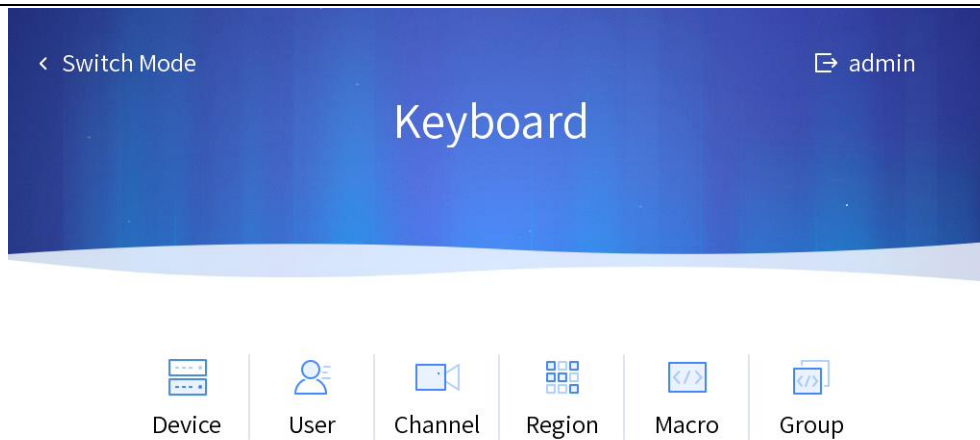 Switch Mode
admin
Keyboard
Device
User
Channel
Region
Macro
Group